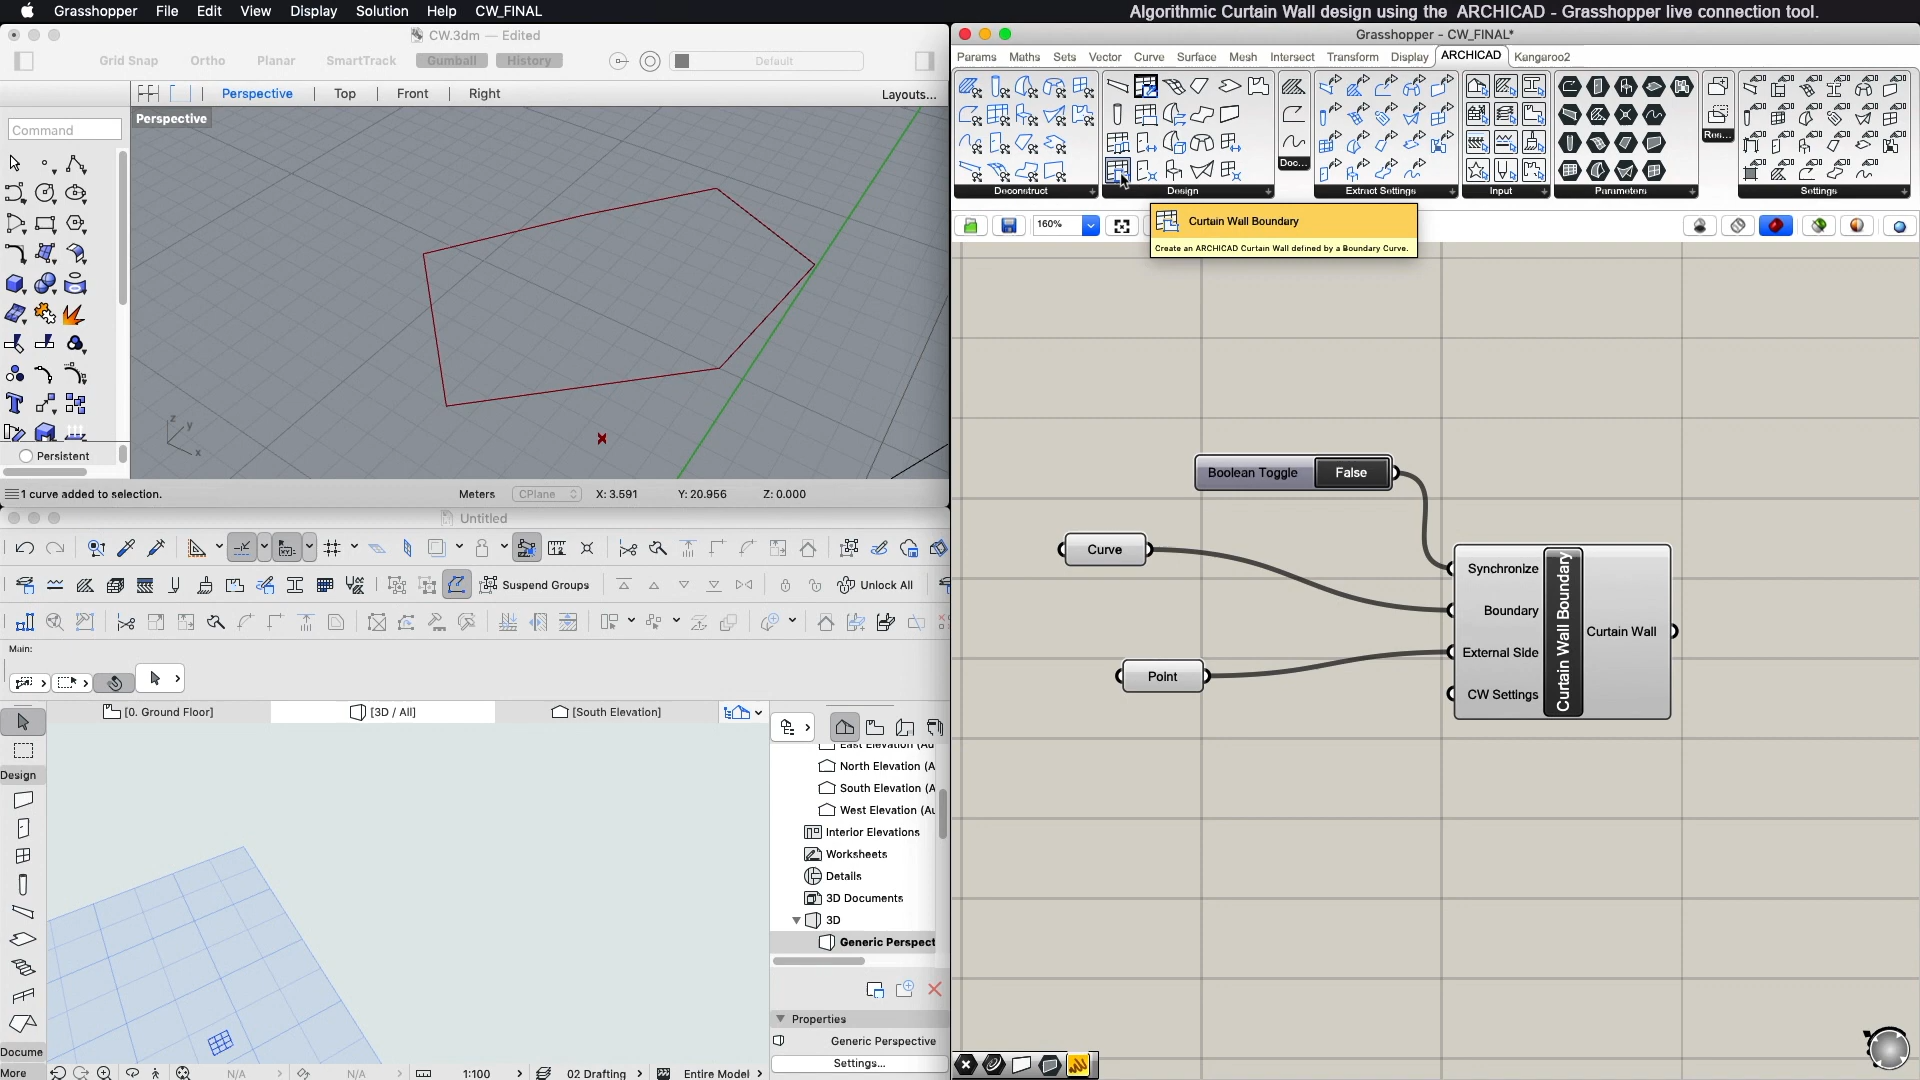 Grasshopper File Edit View Display Solution Help CW_FINAL
Algorithmic Curtain Wall design using the ARCHICAD - Grasshopper live connection tool.
CW.3dm — Edited
Grid Snap Ortho Planar SmartTrack Gumball History Default
Perspective Top Front Right Layouts...
Command
Perspective
z
y
x
Persistent
1 curve added to selection. Meters CPlane X: 3.591 Y: 20.956 Z: 0.000
Grasshopper - CW_FINAL*
Params Maths Sets Vector Curve Surface Mesh Intersect Transform Display ARCHICAD Kangaroo2
Doc...
Roo...
Deconstruct Design Extract Settings Input Parameters Settings
160%
Curtain Wall Boundary
Create an ARCHICAD Curtain Wall defined by a Boundary Curve.
Boolean Toggle False
Curve
Point
Synchronize
Boundary
External Side
CW Settings
Curtain Wall Boundary
Curtain Wall
Untitled
Suspend Groups Unlock All
Main:
[0. Ground Floor] [3D / All] [South Elevation]
Design
Docume
More
East Elevation (Au
North Elevation (A
South Elevation (A
West Elevation (Au
Interior Elevations
Worksheets
Details
3D Documents
3D
Generic Perspect
Properties
Generic Perspective
Settings...
N/A N/A 1:100 02 Drafting Entire Model